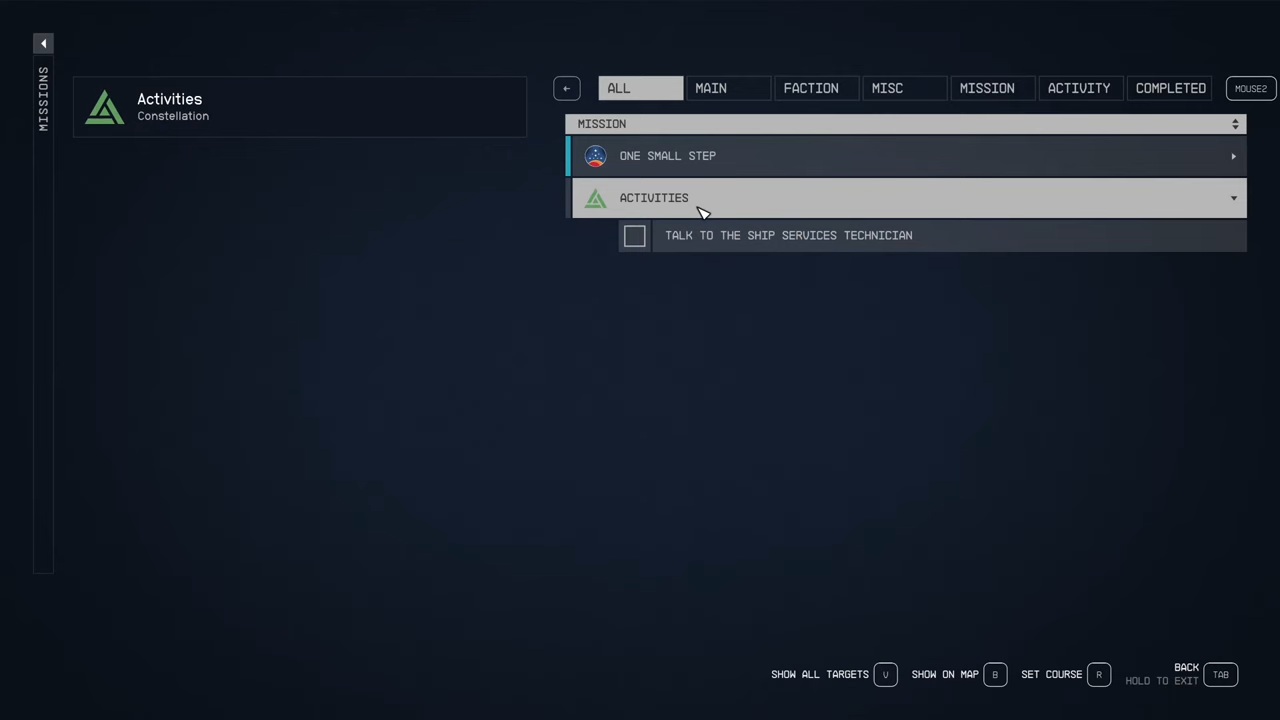 MISSIONS
Activities
Constellation
ALL MAIN FACTION MISC MISSION ACTIVITY COMPLETED MOUSE2
MISSION
ONE SMALL STEP
ACTIVITIES
TALK TO THE SHIP SERVICES TECHNICIAN
SHOW ALL TARGETS V SHOW ON MAP B SET COURSE R BACK TAB
HOLD TO EXIT